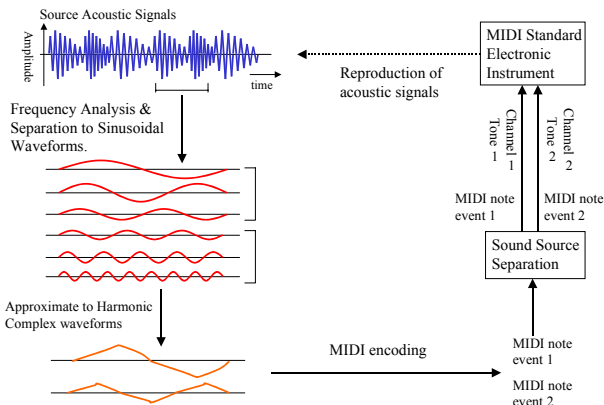 Source Acoustic Signals
Amplitude
time
Frequency Analysis &
Separation to Sinusoidal
Waveforms.
Approximate to Harmonic
Complex waveforms
MIDI encoding
MIDI note
event 1
MIDI note
event 2
Sound Source
Separation
MIDI note
event 1
MIDI note
event 2
Channel 1
Tone 1
Channel 2
Tone 2
MIDI Standard
Electronic
Instrument
Reproduction of
acoustic signals